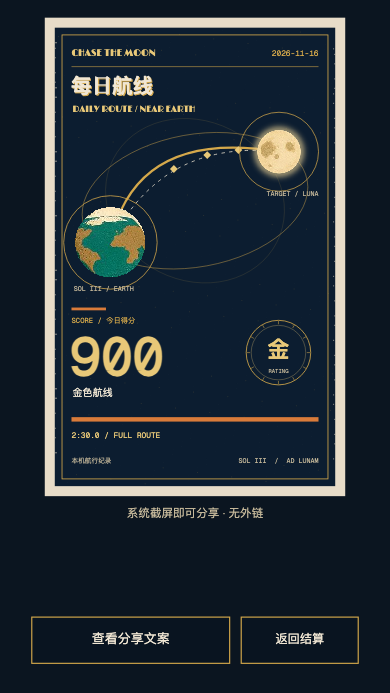 CHASE THE MOON
2026-11-16
每日航线
DAILY ROUTE / NEAR EARTH
TARGET / LUNA
SOL III / EARTH
SCORE / 今日得分
900
金色航线
金
RATING
2:30.0 / FULL ROUTE
本机航行纪录
SOL III / AD LUNAM
系统截屏即可分享 · 无外链
查看分享文案
返回结算